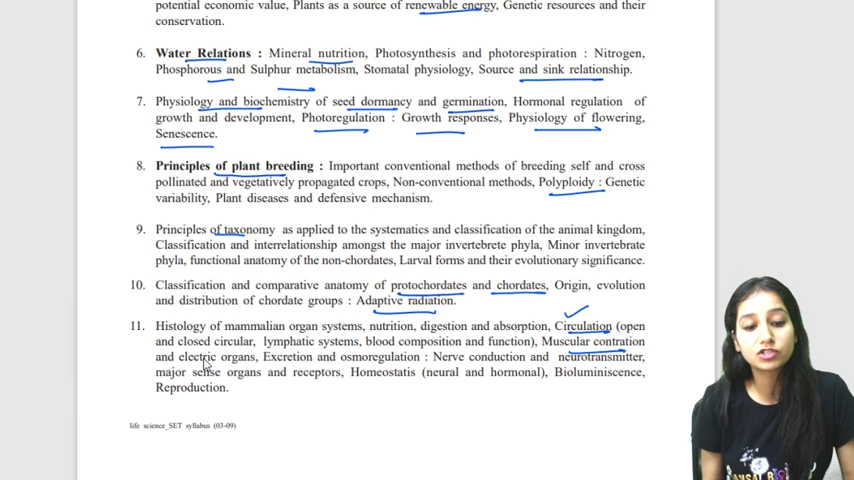 potential economic value, Plants as a source of renewable energy, Genetic resources and their
conservation.
6. Water Relations : Mineral nutrition, Photosynthesis and photorespiration : Nitrogen,
Phosphorous and Sulphur metabolism, Stomatal physiology, Source and sink relationship.
7. Physiology and biochemistry of seed dormancy and germination, Hormonal regulation of
growth and development, Photoregulation : Growth responses, Physiology of flowering,
Senescence.
8. Principles of plant breeding : Important conventional methods of breeding self and cross
pollinated and vegetatively propagated crops, Non-conventional methods, Polyploidy : Genetic
variability, Plant diseases and defensive mechanism.
9. Principles of taxonomy as applied to the systematics and classification of the animal kingdom,
Classification and interrelationship amongst the major invertebrete phyla, Minor invertebrate
phyla, functional anatomy of the non-chordates, Larval forms and their evolutionary significance.
10. Classification and comparative anatomy of protochordates and chordates, Origin, evolution
and distribution of chordate groups : Adaptive radiation.
11. Histology of mammalian organ systems, nutrition, digestion and absorption, Circulation (open
and closed circular, lymphatic systems, blood composition and function), Muscular contration
and electric organs, Excretion and osmoregulation : Nerve conduction and neurotransmitter,
major sense organs and receptors, Homeostatis (neural and hormonal), Bioluminiscence,
Reproduction.
life science_SET syllabus (03-09)